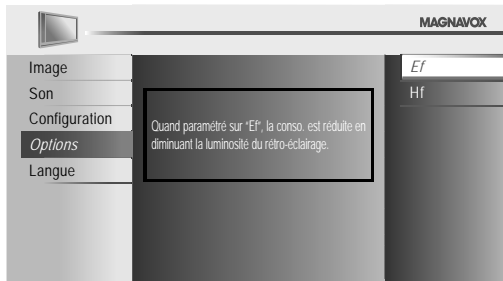 MAGNAVOX
Image
Son
Configuration
Options
Langue
Quand paramétré sur “Ef”, la conso. est réduite en
diminuant la luminosité du rétro-éclairage.
Ef
Hf